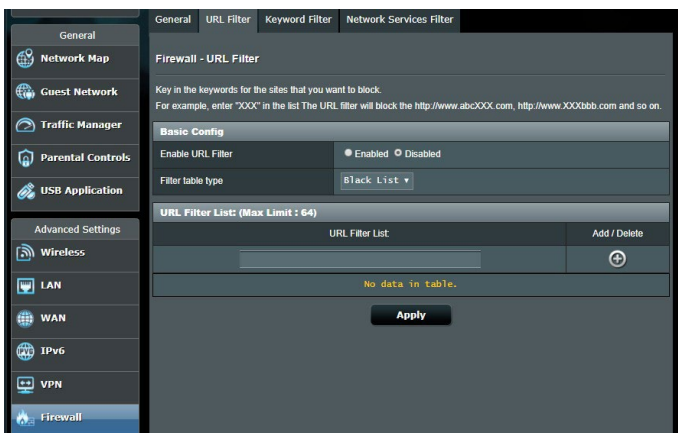 General
Network Map
Guest Network
Traffic Manager
Parental Controls
USB Application
Advanced Settings
Wireless
LAN
WAN
IPv6
VPN
Firewall
General URL Filter Keyword Filter Network Services Filter
Firewall - URL Filter
Key in the keywords for the sites that you want to block.
For example, enter "XXX" in the list The URL filter will block the http://www.abcXXX.com, http://www.XXXbbb.com and so on.
Basic Config
Enable URL Filter Enabled Disabled
Filter table type Black List
URL Filter List: (Max Limit : 64)
URL Filter List Add / Delete
No data in table.
Apply